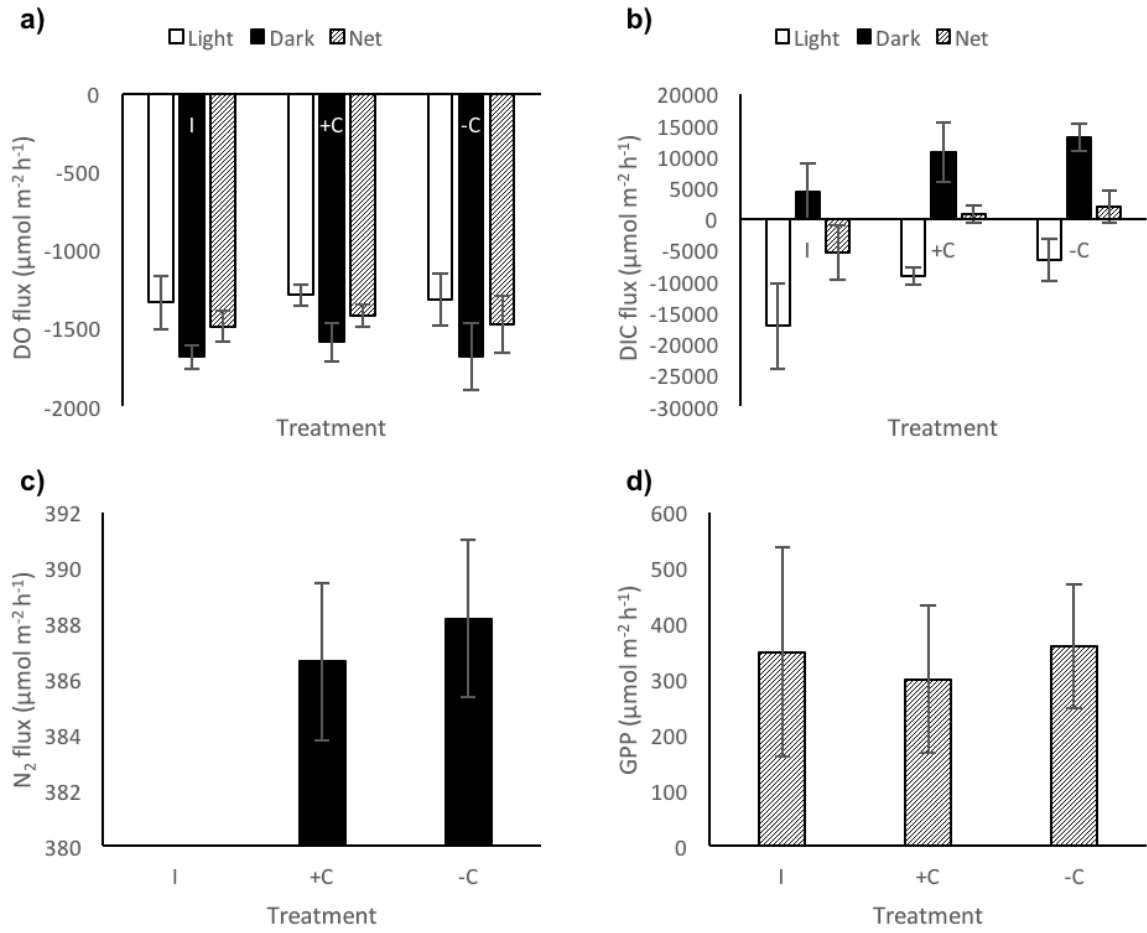 a)
Light Dark Net
0
-500
-1000
-1500
-2000
DO flux (µmol m⁻² h⁻¹)
I +C -C
Treatment
b)
Light Dark Net
20000
15000
10000
5000
0
-5000
-10000
-15000
-20000
-25000
-30000
DIC flux (µmol m⁻² h⁻¹)
I +C -C
Treatment
c)
392
390
388
386
384
382
380
N₂ flux (µmol m⁻² h⁻¹)
I +C -C
Treatment
d)
600
500
400
300
200
100
0
GPP (µmol m⁻² h⁻¹)
I +C -C
Treatment